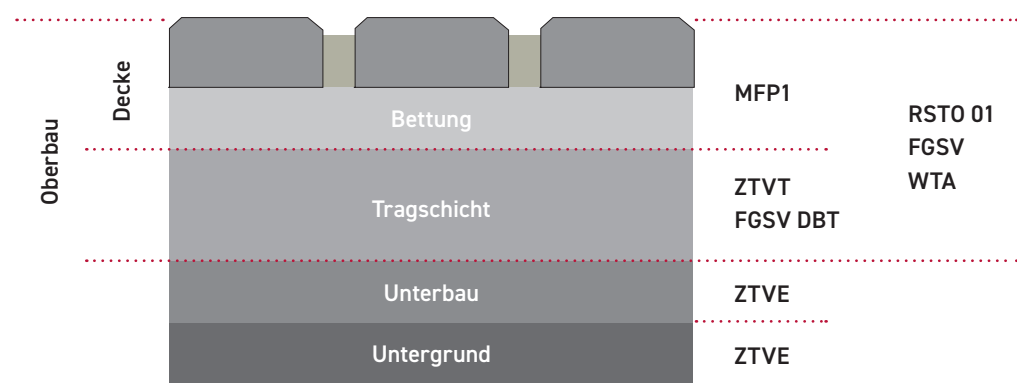 Oberbau
Decke
Bettung
MFP1
Tragschicht
ZTVT
FGSV DBT
RSTO 01
FGSV
WTA
Unterbau
ZTVE
Untergrund
ZTVE